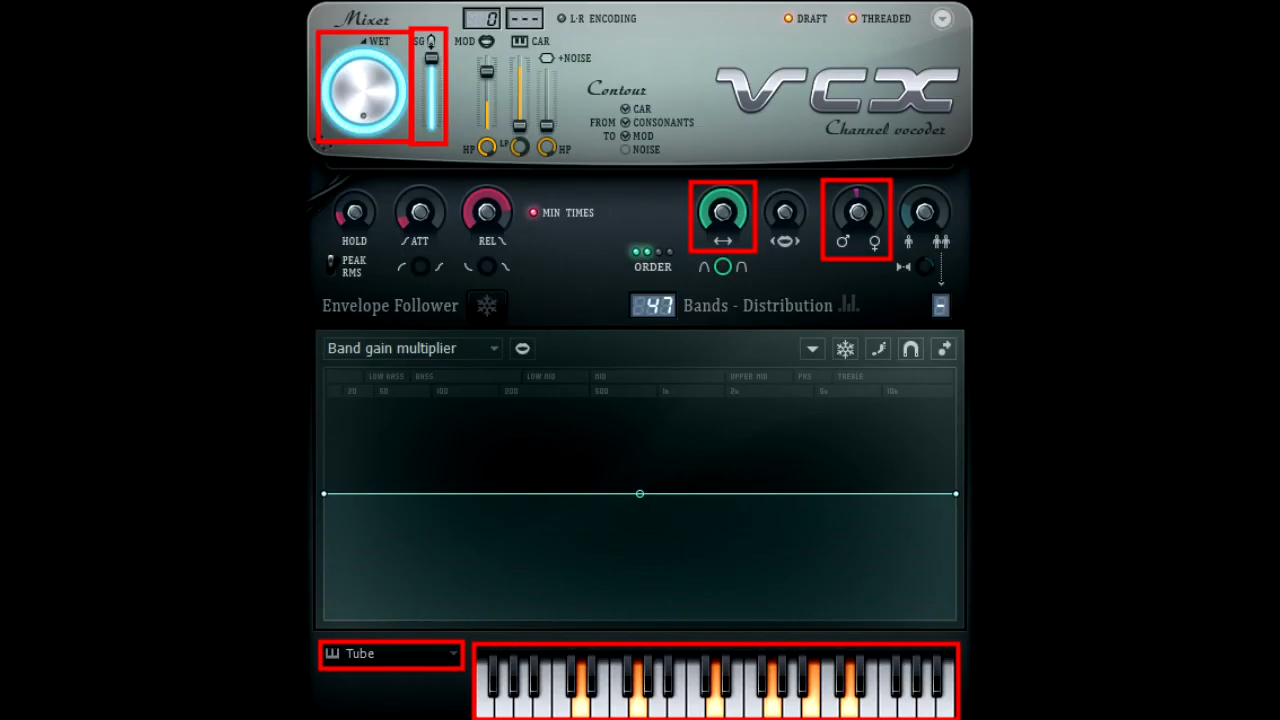 Mixer
0 --- L-R ENCODING DRAFT THREADED
WET SG MOD CAR
+NOISE
Contour
CAR
FROM CONSONANTS
TO MOD
NOISE
HP LP HP
VCX
Channel vocoder
HOLD ATT REL MIN TIMES
PEAK
RMS
ORDER
Envelope Follower 47 Bands - Distribution -
Band gain multiplier
LOW BASS BASS LOW MID MID UPPER MID PRS TREBLE
20 50 100 200 500 1k 2k 5k 10k
Tube